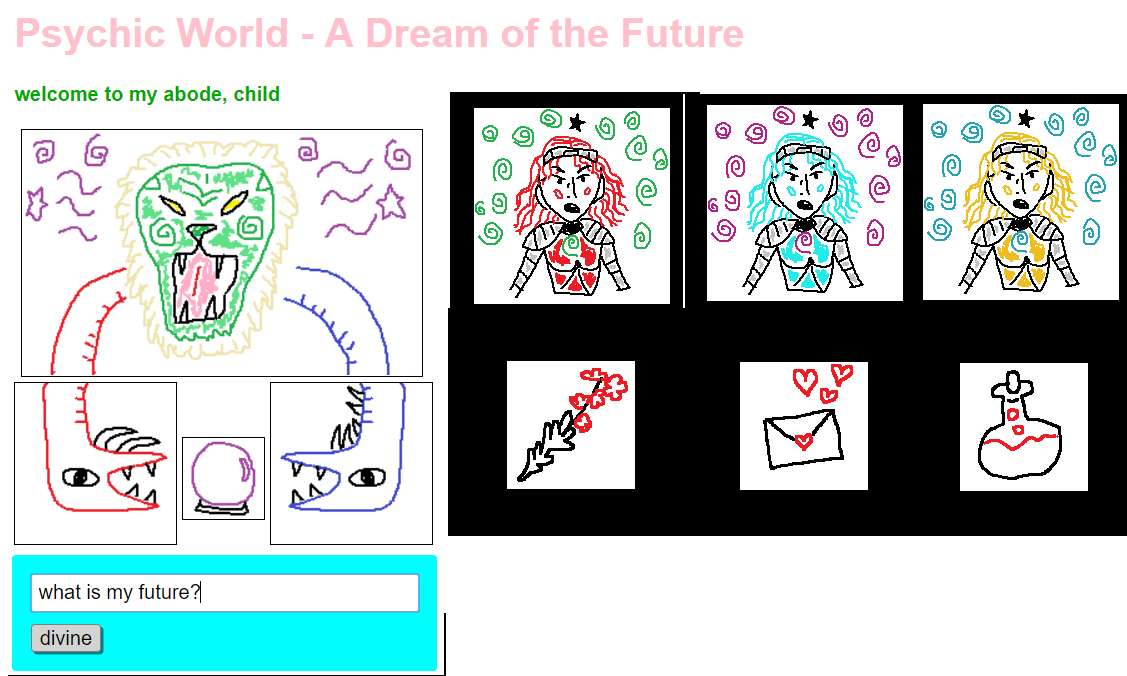 Psychic World - A Dream of the Future
welcome to my abode, child
what is my future?
divine